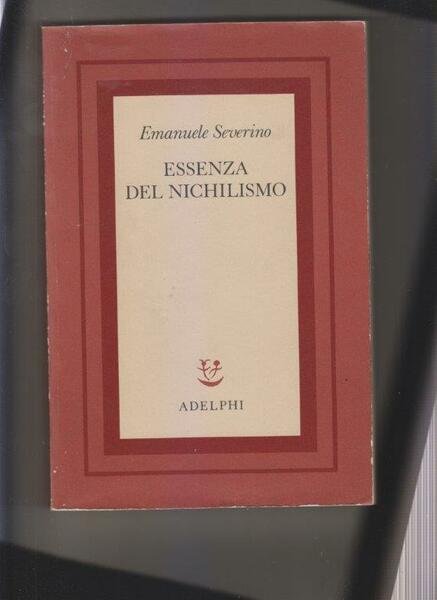 Emanuele Severino
ESSENZA
DEL NICHILISMO
ADELPHI